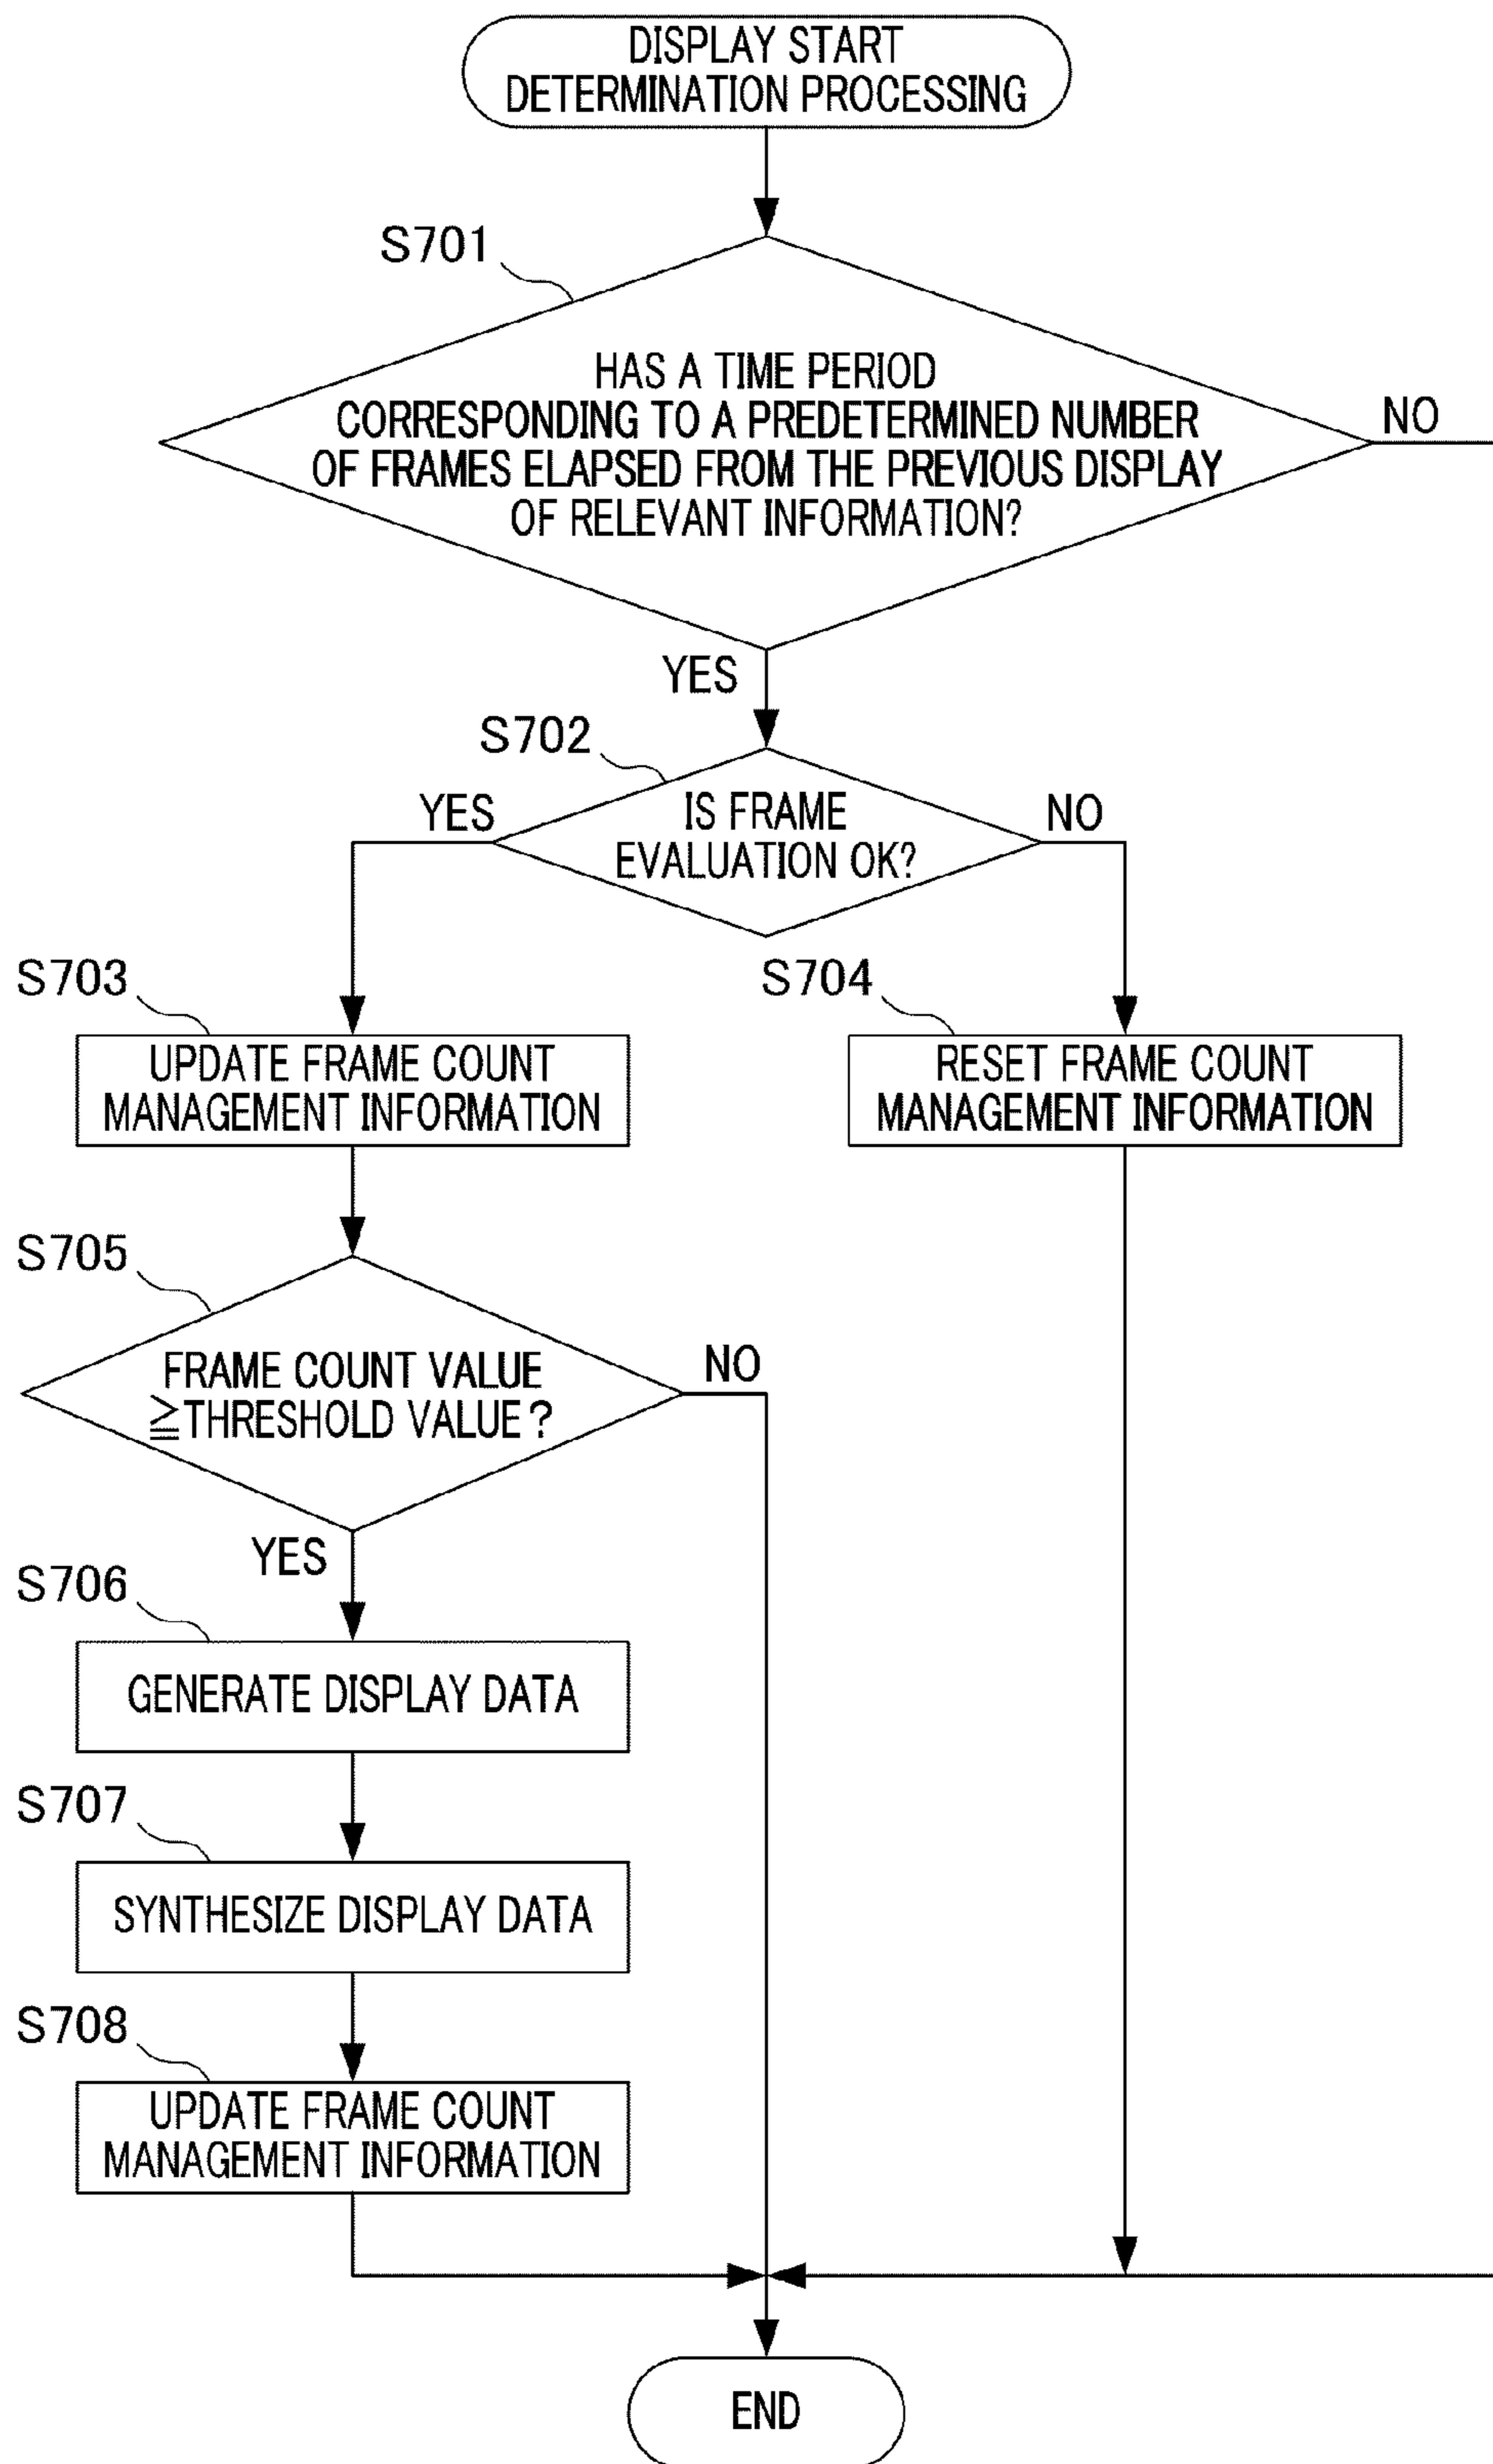 DISPLAY START
DETERMINATION PROCESSING
S701
HAS A TIME PERIOD
CORRESPONDING TO A PREDETERMINED NUMBER
OF FRAMES ELAPSED FROM THE PREVIOUS DISPLAY
OF RELEVANT INFORMATION?
NO
YES
S702
YES
IS FRAME
EVALUATION OK?
NO
S703
UPDATE FRAME COUNT
MANAGEMENT INFORMATION
S704
RESET FRAME COUNT
MANAGEMENT INFORMATION
S705
FRAME COUNT VALUE
≧THRESHOLD VALUE?
NO
YES
S706
GENERATE DISPLAY DATA
S707
SYNTHESIZE DISPLAY DATA
S708
UPDATE FRAME COUNT
MANAGEMENT INFORMATION
END